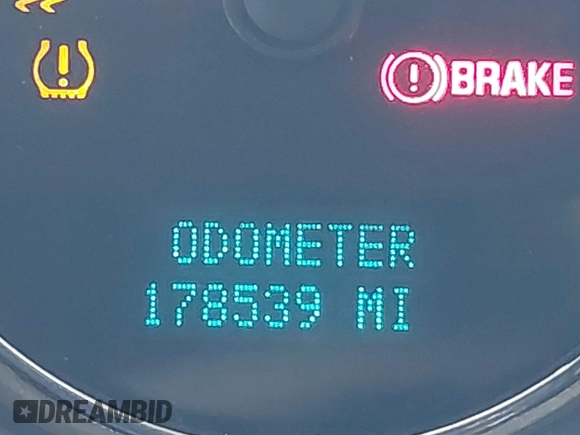 BRAKE
ODOMETER
178539 MI
DREAMBID